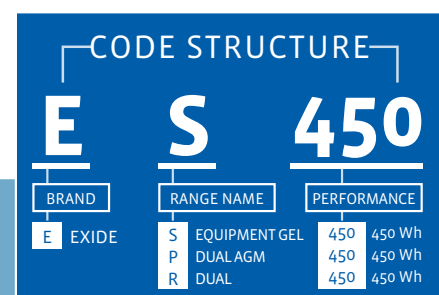 CODE STRUCTURE
E S 450
BRAND RANGE NAME PERFORMANCE
E EXIDE S EQUIPMENT GEL 450 450 Wh
P DUAL AGM 450 450 Wh
R DUAL 450 450 Wh